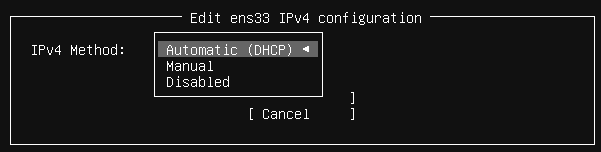 Edit ens33 IPv4 configuration
IPv4 Method: Automatic (DHCP) ◂
Manual
Disabled
]
[ Cancel ]